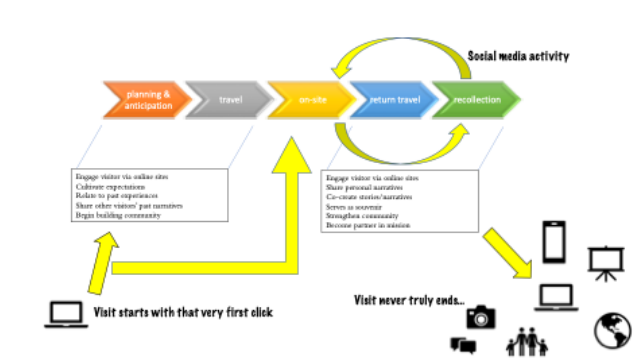 Social media activity
planning &
anticipation
travel
on-site
return travel
recollection
Engage visitor via online sites
Cultivate expectations
Relate to past experiences
Share other visitors' past narratives
Begin building community
Engage visitor via online sites
Share personal narratives
Co-create stories/narratives
Serves as souvenir
Strengthen community
Become partner in mission
Visit starts with that very first click
Visit never truly ends...